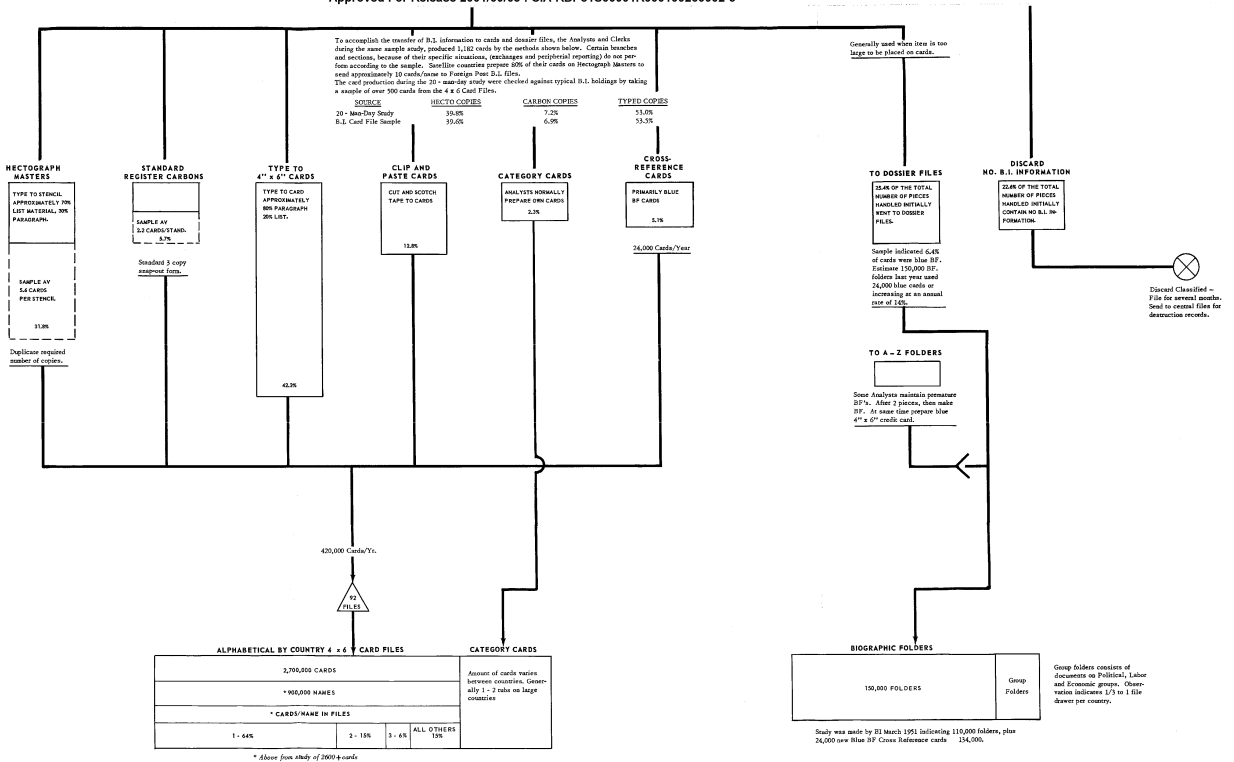 To accomplish the transfer of B.I. information to cards and dossier files, the Analysts and Clerks
during the same sample study, produced 1,182 cards by the methods shown below. Certain branches
and sections, because of their specific situations, (exchanges and peripherial reporting) do not per-
form according to the sample. Satellite countries prepare 80% of their cards on Hectograph Masters to
send approximately 10 cards/name to Foreign Post B.I. files.
The card production during the 20 - man-day study were checked against typical B.I. holdings by taking
a sample of over 500 cards from the 4 x 6 Card Files.
SOURCE HECTO COPIES CARBON COPIES TYPED COPIES
20 - Man-Day Study 39.8% 7.2% 53.0%
B.I. Card File Sample 39.6% 6.9% 53.5%
Generally used when item is too
large to be placed on cards.
HECTOGRAPH
MASTERS
TYPE TO STENCIL
APPROXIMATELY 70%
LIST MATERIAL, 30%
PARAGRAPH.
SAMPLE AV
5.6 CARDS
PER STENCIL
31.8%
Duplicate required
number of copies.
STANDARD
REGISTER CARBONS
SAMPLE AV
2.2 CARDS/STAND.
5.7%
Standard 3 copy
snap-out form.
TYPE TO
4" x 6" CARDS
TYPE TO CARD
APPROXIMATELY
80% PARAGRAPH
20% LIST.
42.3%
CLIP AND
PASTE CARDS
CUT AND SCOTCH
TAPE TO CARDS
12.8%
CATEGORY CARDS
ANALYSTS NORMALLY
PREPARE OWN CARDS
2.3%
CROSS-
REFERENCE
CARDS
PRIMARILY BLUE
BF CARDS
5.1%
24,000 Cards/Year
TO DOSSIER FILES
25.4% OF THE TOTAL
NUMBER OF PIECES
HANDLED INITIALLY
WENT TO DOSSIER
FILES.
Sample indicated 6.4%
of cards were blue BF.
Estimate 150,000 BF.
folders last year used
24,000 blue cards or
increasing at an annual
rate of 14%.
DISCARD
NO. B.I. INFORMATION
22.6% OF THE TOTAL
NUMBER OF PIECES
HANDLED INITIALLY
CONTAIN NO B.I. IN-
FORMATION.
Discard Classified –
File for several months.
Send to central files for
destruction records.
TO A – Z FOLDERS
Some Analysts maintain premature
BF's. After 2 pieces, then make
BF. At same time prepare blue
4" x 6" credit card.
420,000 Cards/Yr.
92
FILES
ALPHABETICAL BY COUNTRY 4 x 6 CARD FILES
2,700,000 CARDS
* 900,000 NAMES
* CARDS/NAME IN FILES
1 - 64% 2 - 15% 3 - 6% ALL OTHERS
15%
* Above from study of 2600 + cards
CATEGORY CARDS
Amount of cards varies
between countries. Gener-
ally 1 - 2 tubs on large
countries
BIOGRAPHIC FOLDERS
150,000 FOLDERS
Group
Folders
Group folders consists of
documents on Political, Labor
and Economic groups. Obser-
vation indicates 1/3 to 1 file
drawer per country.
Study was made by BI March 1951 indicating 110,000 folders, plus
24,000 new Blue BF Cross Reference cards 134,000.